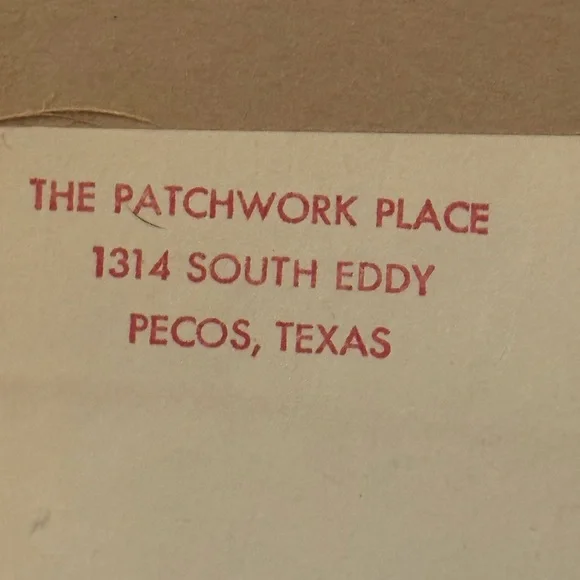 THE PATCHWORK PLACE
1314 SOUTH EDDY
PECOS, TEXAS